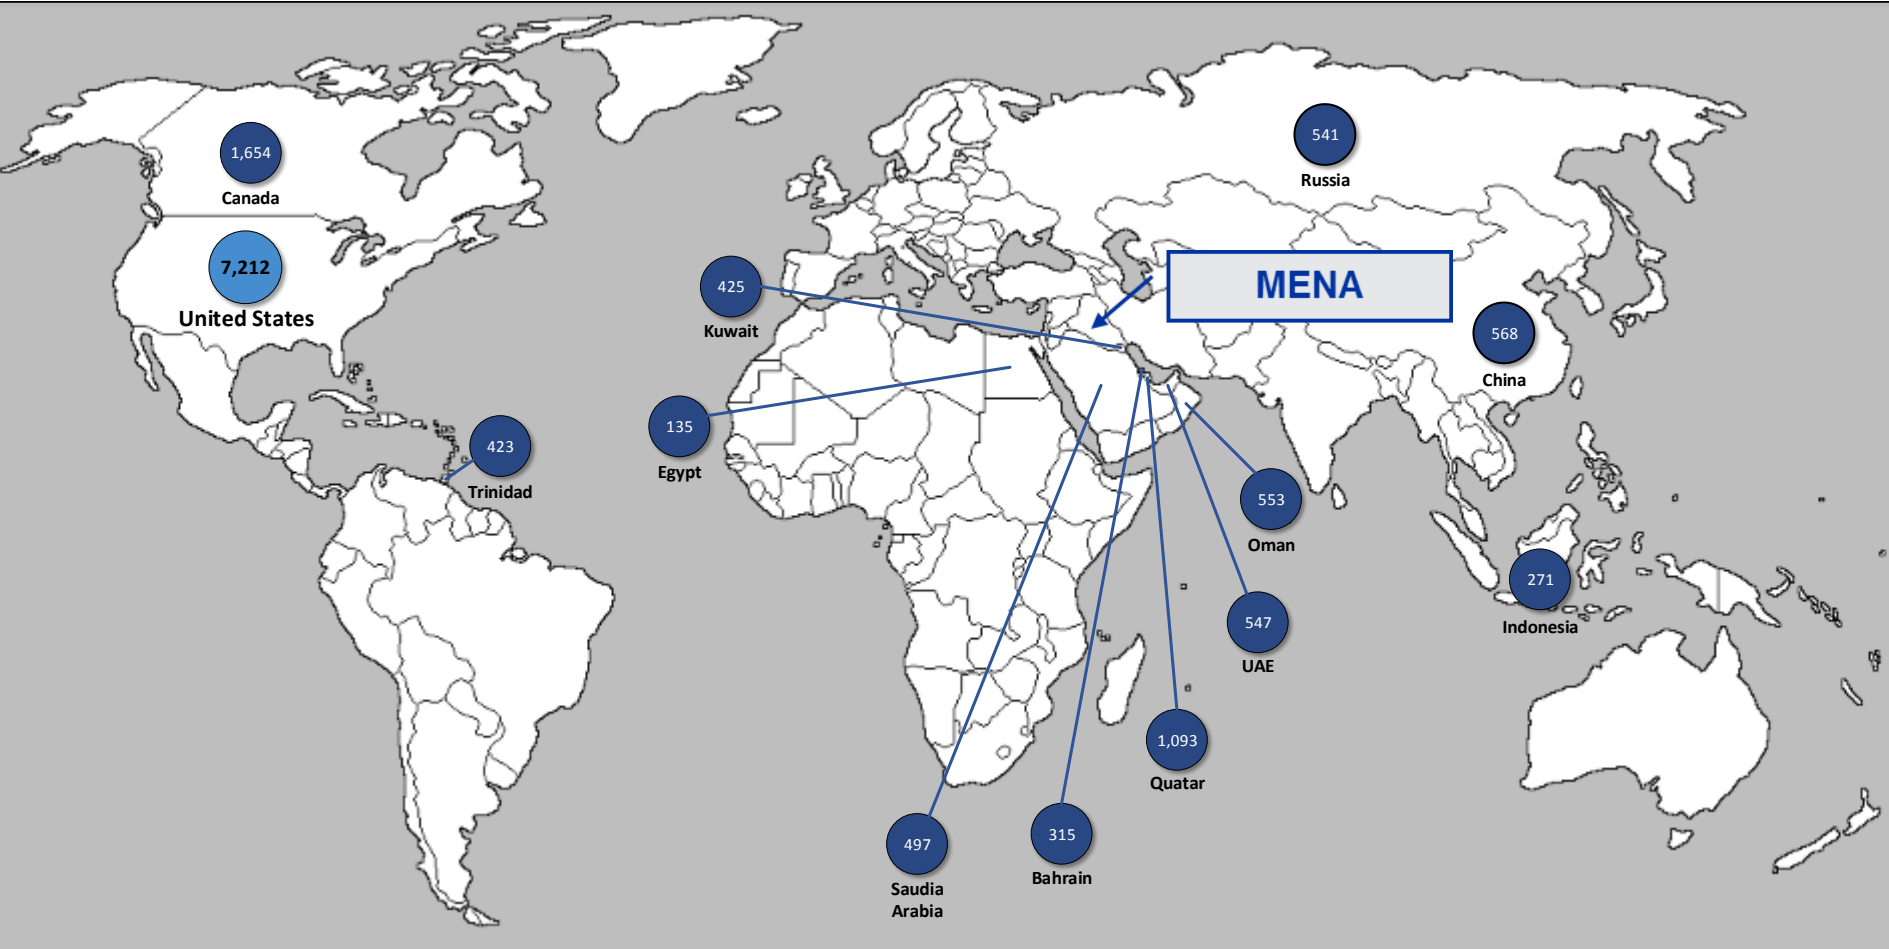 1,654
Canada
7,212
United States
423
Trinidad
425
Kuwait
135
Egypt
541
Russia
MENA
568
China
553
Oman
271
Indonesia
547
UAE
1,093
Quatar
315
Bahrain
497
Saudia
Arabia